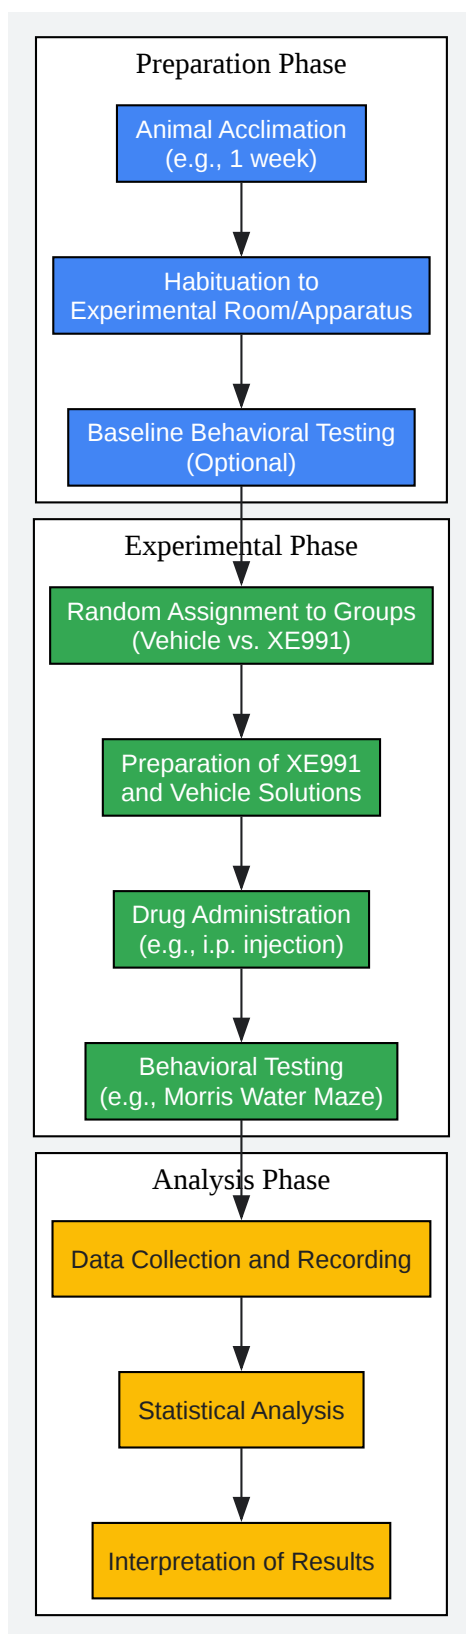 Preparation Phase
Animal Acclimation
(e.g., 1 week)
Habituation to
Experimental Room/Apparatus
Baseline Behavioral Testing
(Optional)
Experimental Phase
Random Assignment to Groups
(Vehicle vs. XE991)
Preparation of XE991
and Vehicle Solutions
Drug Administration
(e.g., i.p. injection)
Behavioral Testing
(e.g., Morris Water Maze)
Analysis Phase
Data Collection and Recording
Statistical Analysis
Interpretation of Results